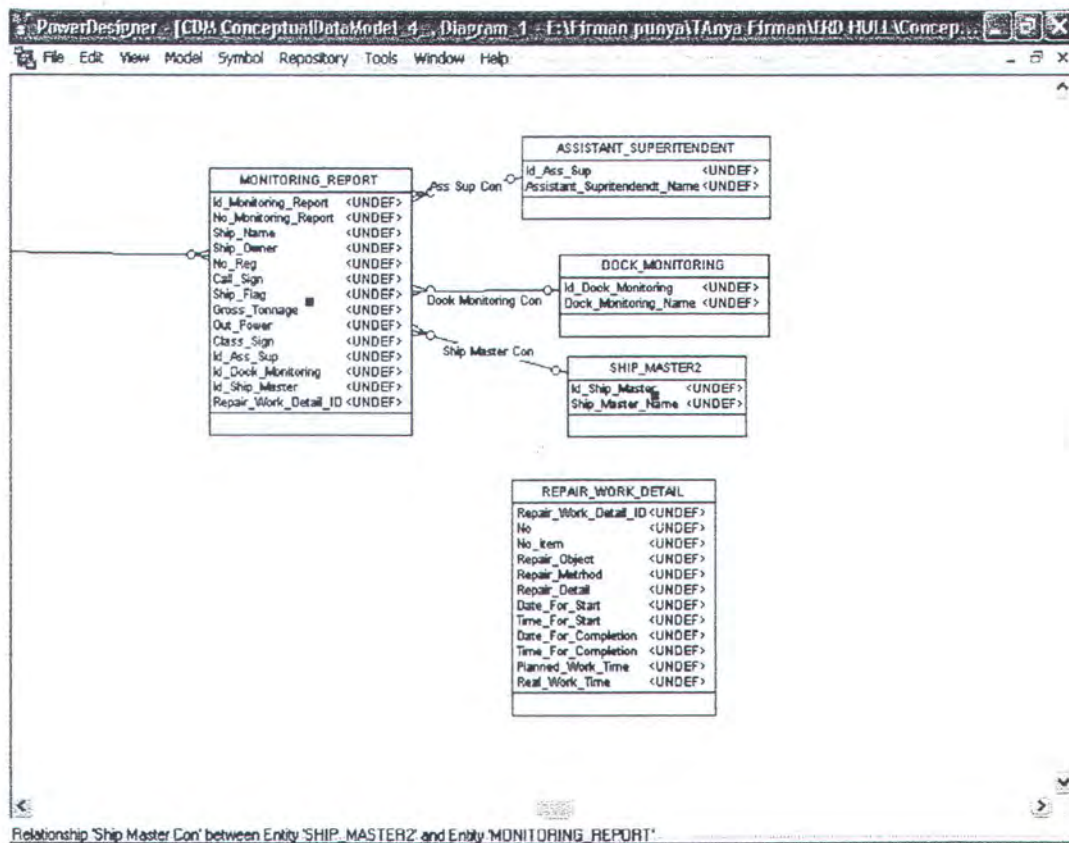 PowerDesigner - [CDM ConceptualDataModel_4_, Diagram_1 - F:\Firman punya\TAnya Firman\ERD HULL\Concep...
File Edit View Model Symbol Repository Tools Window Help
ASSISTANT_SUPERITENDENT
Id_Ass_Sup <UNDEF>
Assistant_Supritendendt_Name <UNDEF>
MONITORING_REPORT
Id_Monitoring_Report <UNDEF>
No_Monitoring_Report <UNDEF>
Ship_Name <UNDEF>
Ship_Owner <UNDEF>
No_Reg <UNDEF>
Call_Sign <UNDEF>
Ship_Flag <UNDEF>
Gross_Tonnage <UNDEF>
Out_Power <UNDEF>
Class_Sign <UNDEF>
Id_Ass_Sup <UNDEF>
Id_Dock_Monitoring <UNDEF>
Id_Ship_Master <UNDEF>
Repair_Work_Detail_ID <UNDEF>
Ass Sup Con
DOCK_MONITORING
Id_Dock_Monitoring <UNDEF>
Dock_Monitoring_Name <UNDEF>
Dock Monitoring Con
Ship Master Con
SHIP_MASTER2
Id_Ship_Master <UNDEF>
Ship_Master_Name <UNDEF>
REPAIR_WORK_DETAIL
Repair_Work_Detail_ID <UNDEF>
No <UNDEF>
No_Item <UNDEF>
Repair_Object <UNDEF>
Repair_Metrhod <UNDEF>
Repair_Detail <UNDEF>
Date_For_Start <UNDEF>
Time_For_Start <UNDEF>
Date_For_Completion <UNDEF>
Time_For_Completion <UNDEF>
Planned_Work_Time <UNDEF>
Real_Work_Time <UNDEF>
Relationship 'Ship Master Con' between Entity 'SHIP_MASTER2' and Entity 'MONITORING_REPORT'